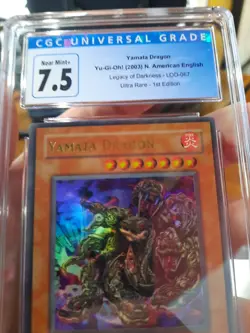 CGC UNIVERSAL GRADE
Near Mint+
7.5
Yamata Dragon
Yu-Gi-Oh! (2003) N. American English
Legacy of Darkness - LOD-067
Ultra Rare - 1st Edition
YAMATA DRAGON
炎